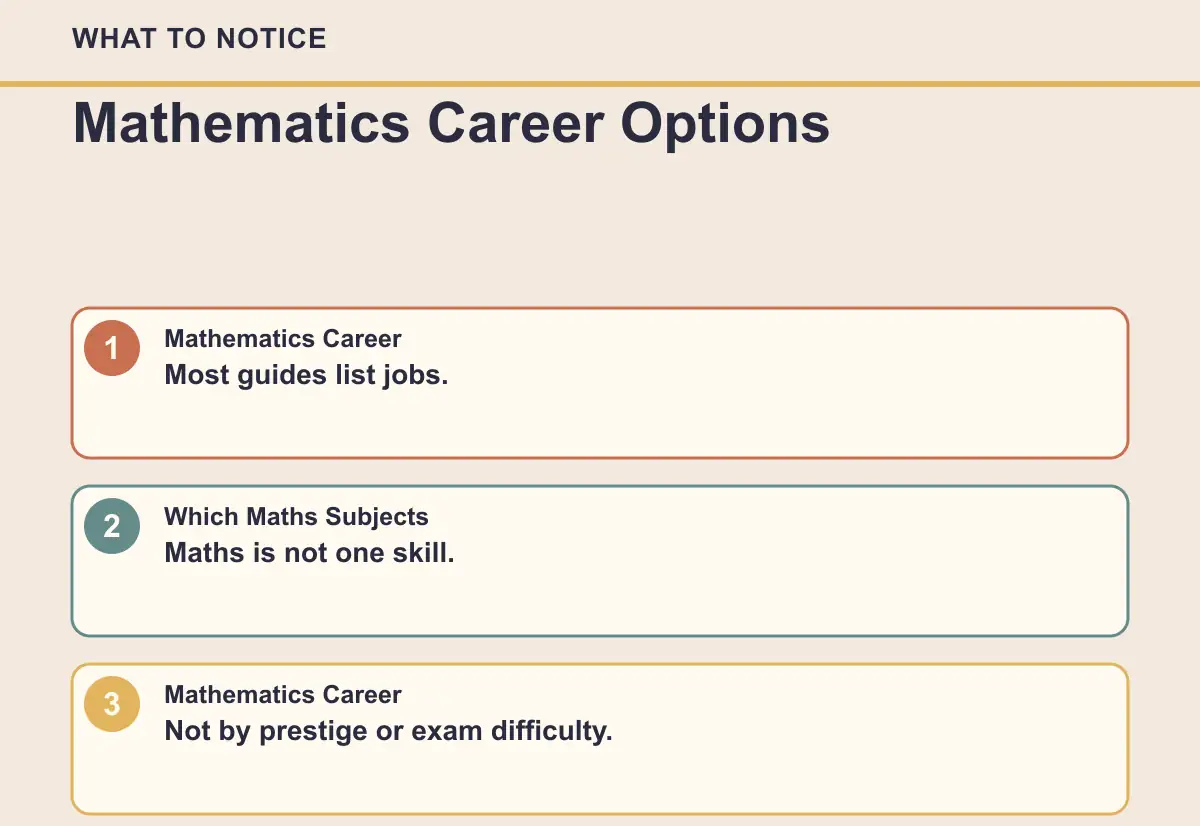 WHAT TO NOTICE
Mathematics Career Options
1
Mathematics Career
Most guides list jobs.
2
Which Maths Subjects
Maths is not one skill.
3
Mathematics Career
Not by prestige or exam difficulty.